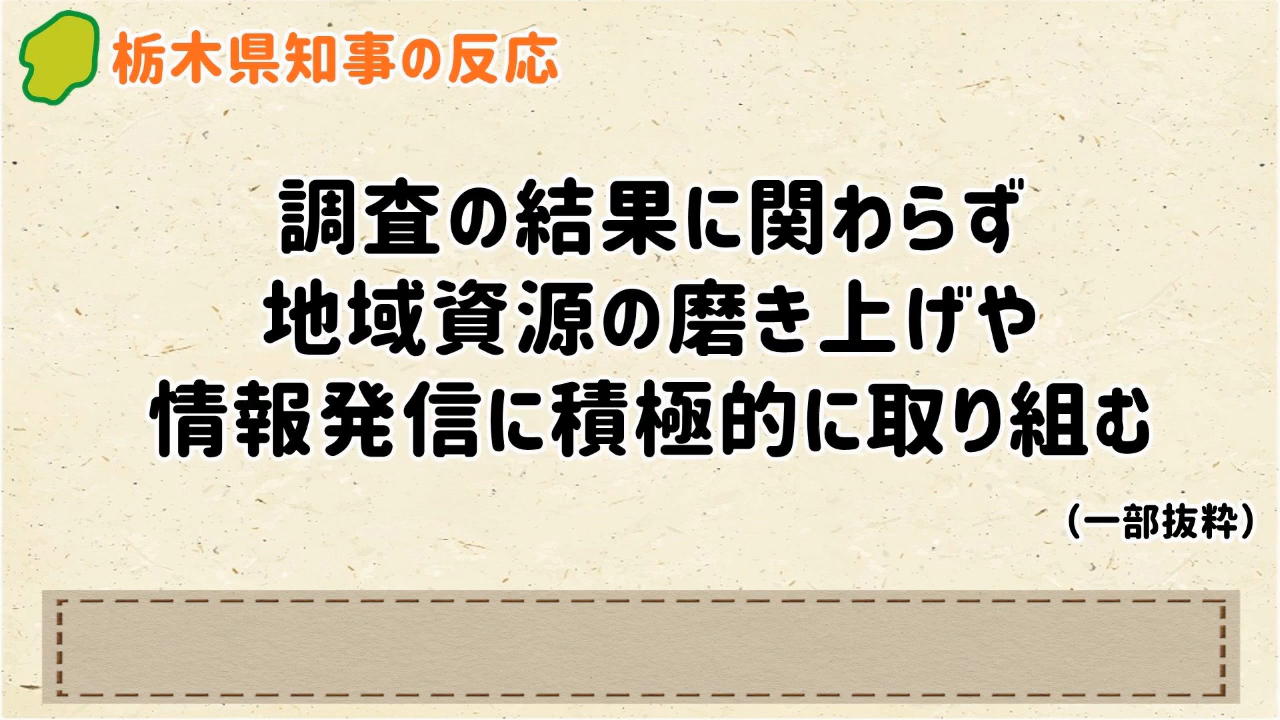 栃木県知事の反応
調査の結果に関わらず
地域資源の磨き上げや
情報発信に積極的に取り組む
(一部抜粋)